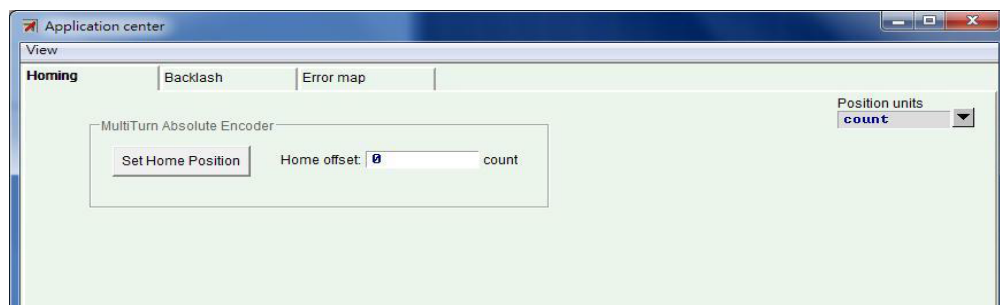 Application center
View
Homing Backlash Error map
Position units
count
MultiTurn Absolute Encoder
Set Home Position Home offset: 0 count